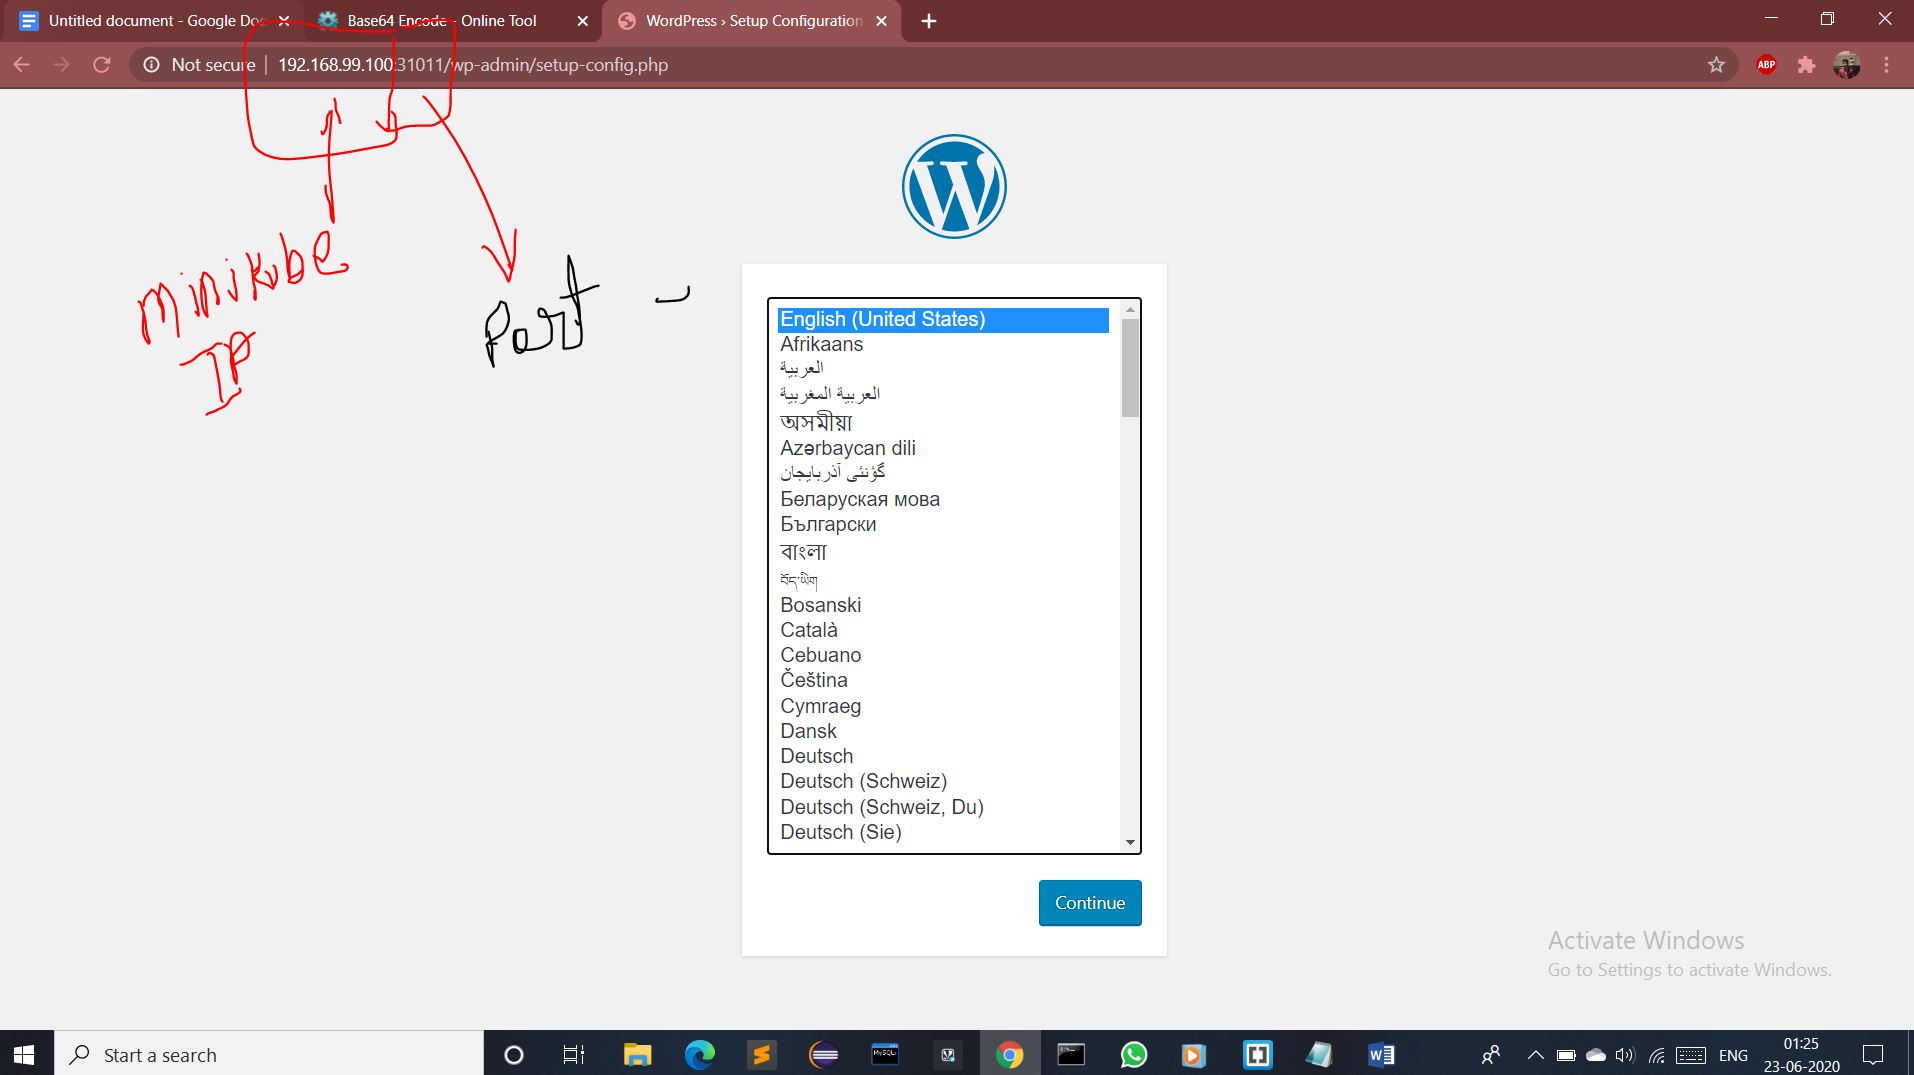 Untitled document - Google Doc
Base64 Encode - Online Tool
WordPress › Setup Configuration
Not secure | 192.168.99.100:31011/wp-admin/setup-config.php
ABP
minikube
IP
Port -
W
English (United States)
Afrikaans
العربية
العربية المغربية
অসমীয়া
Azərbaycan dili
گؤنئی آذربایجان
Беларуская мова
Български
বাংলা
བོད་ཡིག
Bosanski
Català
Cebuano
Čeština
Cymraeg
Dansk
Deutsch
Deutsch (Schweiz)
Deutsch (Schweiz, Du)
Deutsch (Sie)
Continue
Activate Windows
Go to Settings to activate Windows.
Start a search
ENG
01:25
23-06-2020